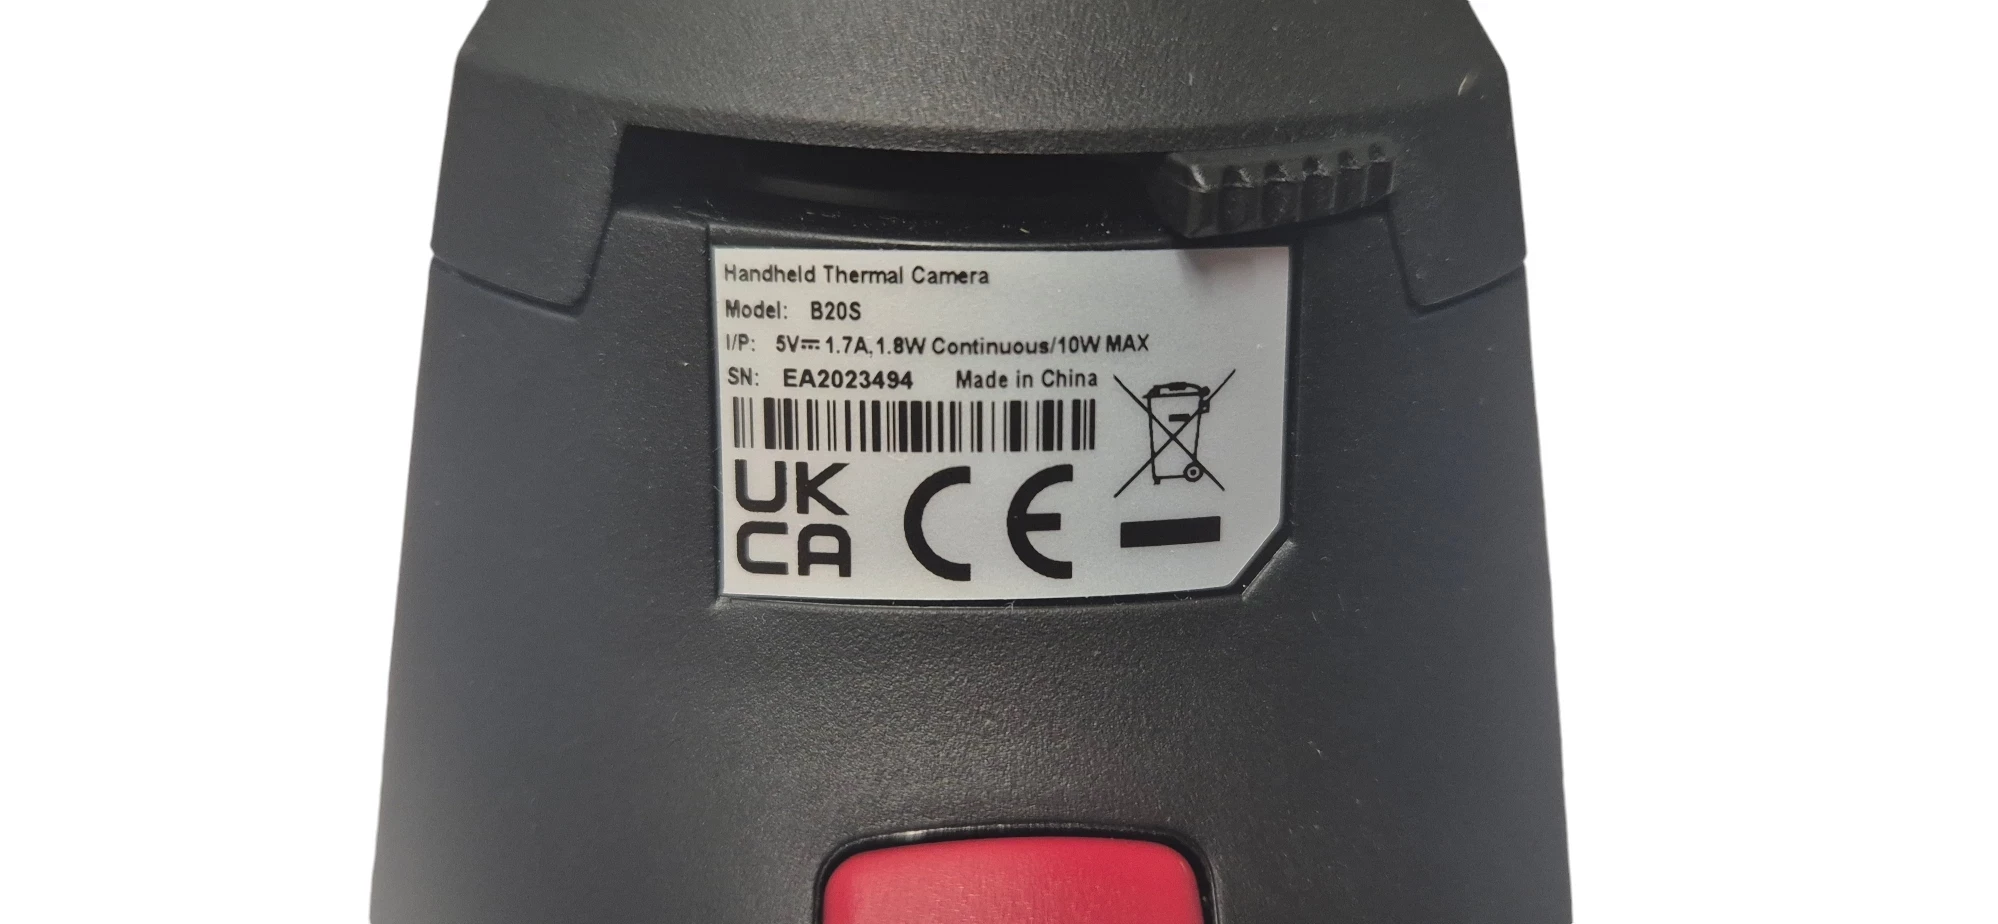 Handheld Thermal Camera
Model: B20S
I/P: 5V⎓1.7A,1.8W Continuous/10W MAX
SN: EA2023494 Made in China
UK
CA
CE